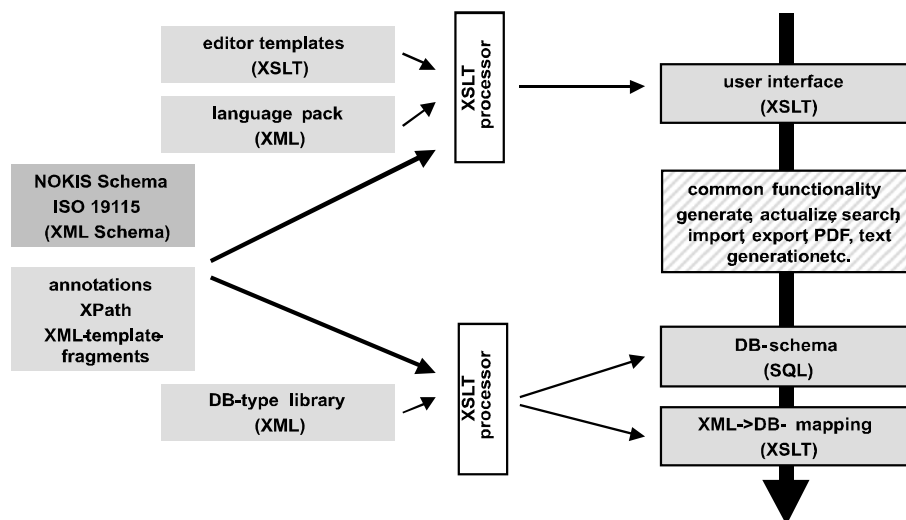 editor templates
(XSLT)
language pack
(XML)
NOKIS Schema
ISO 19115
(XML Schema)
annotations
XPath
XML-template-
fragments
DB-type library
(XML)
XSLT
processor
XSLT
processor
user interface
(XSLT)
common functionality
generate, actualize, search,
import, export, PDF, text
generationetc.
DB-schema
(SQL)
XML->DB- mapping
(XSLT)